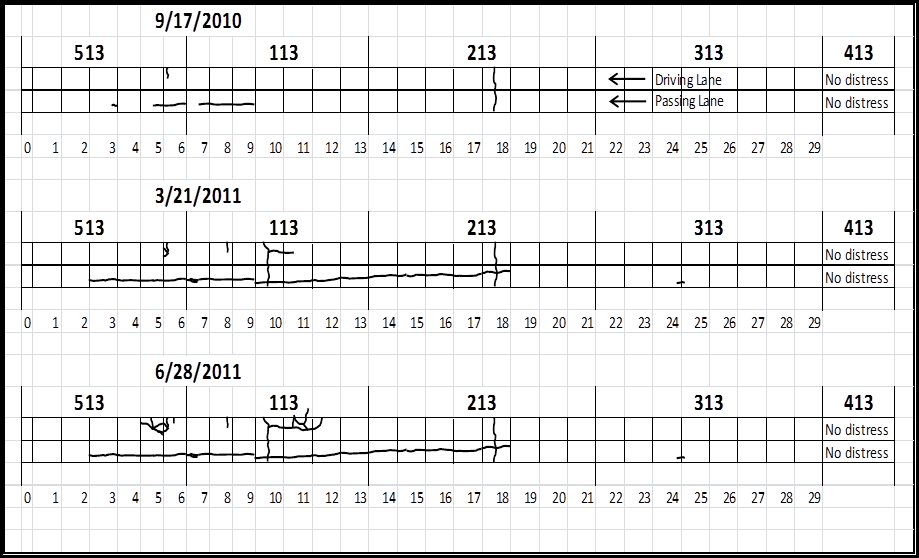 9/17/2010
513 113 213 313 413
Driving Lane No distress
Passing Lane No distress
0 1 2 3 4 5 6 7 8 9 10 11 12 13 14 15 16 17 18 19 20 21 22 23 24 25 26 27 28 29
3/21/2011
513 113 213 313 413
No distress
No distress
0 1 2 3 4 5 6 7 8 9 10 11 12 13 14 15 16 17 18 19 20 21 22 23 24 25 26 27 28 29
6/28/2011
513 113 213 313 413
No distress
No distress
0 1 2 3 4 5 6 7 8 9 10 11 12 13 14 15 16 17 18 19 20 21 22 23 24 25 26 27 28 29